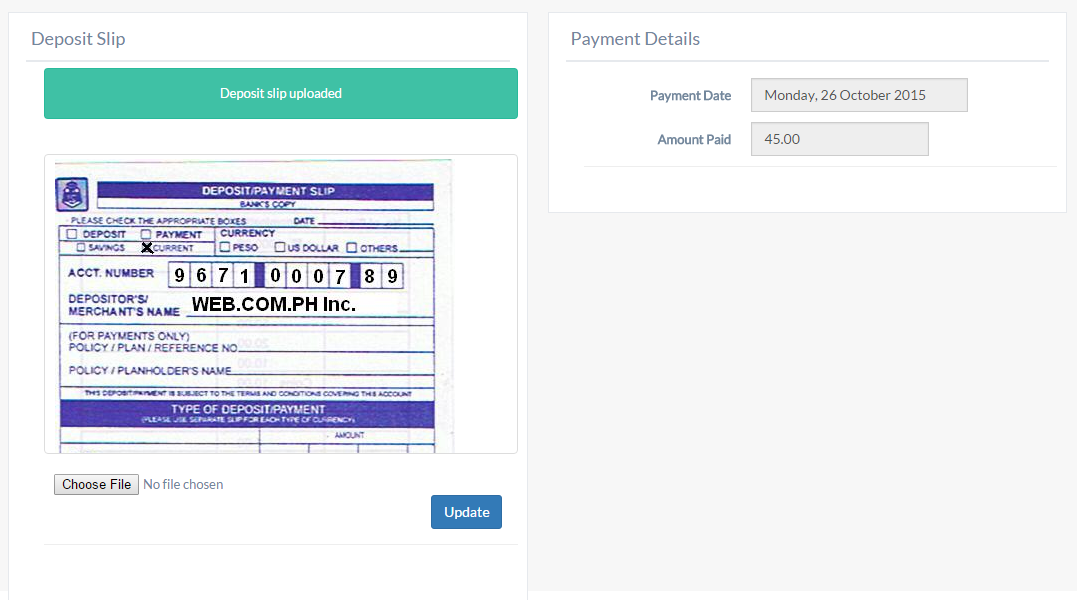 Deposit Slip
Deposit slip uploaded
DEPOSIT/PAYMENT SLIP
BANK'S COPY
PLEASE CHECK THE APPROPRIATE BOXES DATE
DEPOSIT PAYMENT CURRENCY
SAVINGS CURRENT PESO US DOLLAR OTHERS
ACCT. NUMBER 9 6 7 1 0 0 0 7 8 9
DEPOSITOR'S/
MERCHANT'S NAME WEB.COM.PH Inc.
(FOR PAYMENTS ONLY)
POLICY / PLAN / REFERENCE NO.
POLICY / PLANHOLDER'S NAME
THIS DEPOSIT/PAYMENT IS SUBJECT TO THE TERMS AND CONDITIONS COVERING THIS ACCOUNT
TYPE OF DEPOSIT/PAYMENT
(PLEASE USE SEPARATE SLIP FOR EACH TYPE OF CURRENCY)
AMOUNT
Choose File No file chosen
Update
Payment Details
Payment Date Monday, 26 October 2015
Amount Paid 45.00